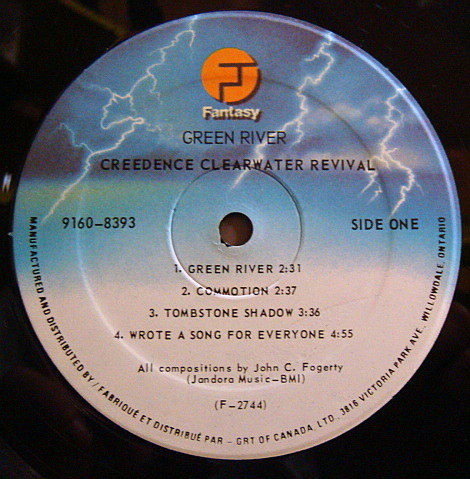 Fantasy
GREEN RIVER
CREEDENCE CLEARWATER REVIVAL
9160-8393
SIDE ONE
1. GREEN RIVER 2:31
2. COMMOTION 2:37
3. TOMBSTONE SHADOW 3:36
4. WROTE A SONG FOR EVERYONE 4:55
All compositions by John C. Fogerty
(Jondora Music-BMI)
(F-2744)
MANUFACTURED AND DISTRIBUTED BY / FABRIQUÉ ET DISTRIBUÉ PAR - GRT OF CANADA, LTD., 3816 VICTORIA PARK AVE. WILLOWDALE, ONTARIO